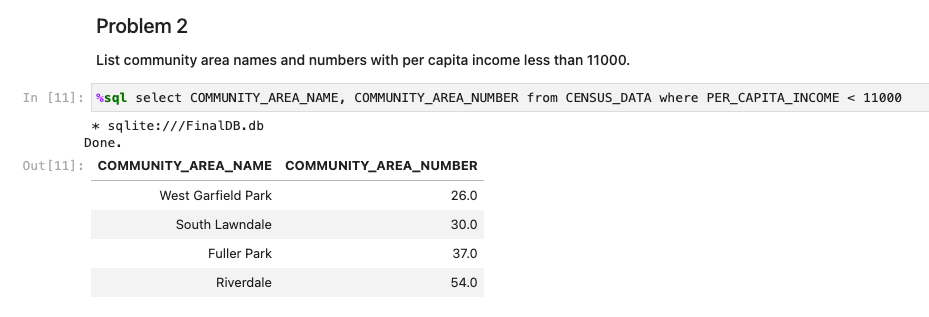 Problem 2
List community area names and numbers with per capita income less than 11000.
In [11]: %sql select COMMUNITY_AREA_NAME, COMMUNITY_AREA_NUMBER from CENSUS_DATA where PER_CAPITA_INCOME < 11000
* sqlite:///FinalDB.db
Done.
Out[11]: COMMUNITY_AREA_NAME COMMUNITY_AREA_NUMBER
West Garfield Park 26.0
South Lawndale 30.0
Fuller Park 37.0
Riverdale 54.0